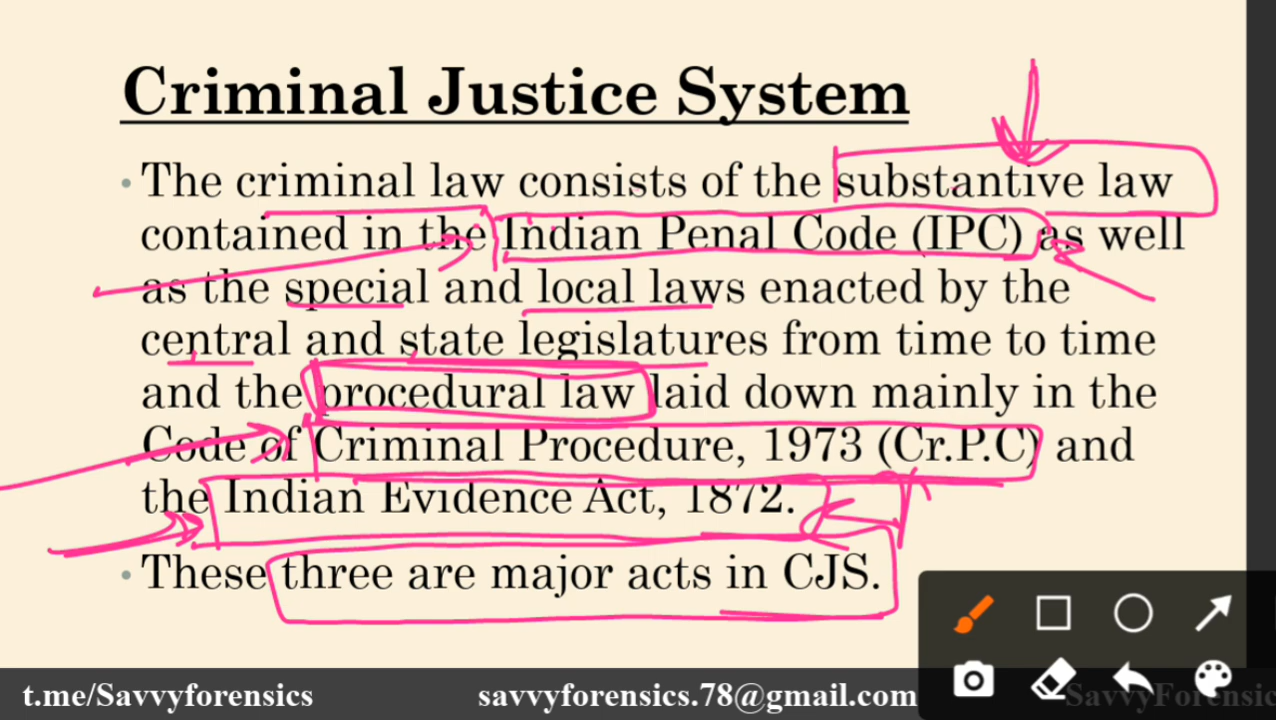 Criminal Justice System
• The criminal law consists of the substantive law
contained in the Indian Penal Code (IPC) as well
as the special and local laws enacted by the
central and state legislatures from time to time
and the procedural law laid down mainly in the
Code of Criminal Procedure, 1973 (Cr.P.C) and
the Indian Evidence Act, 1872.
• These three are major acts in CJS.
t.me/Savvyforensics savvyforensics.78@gmail.com SavvyForensic